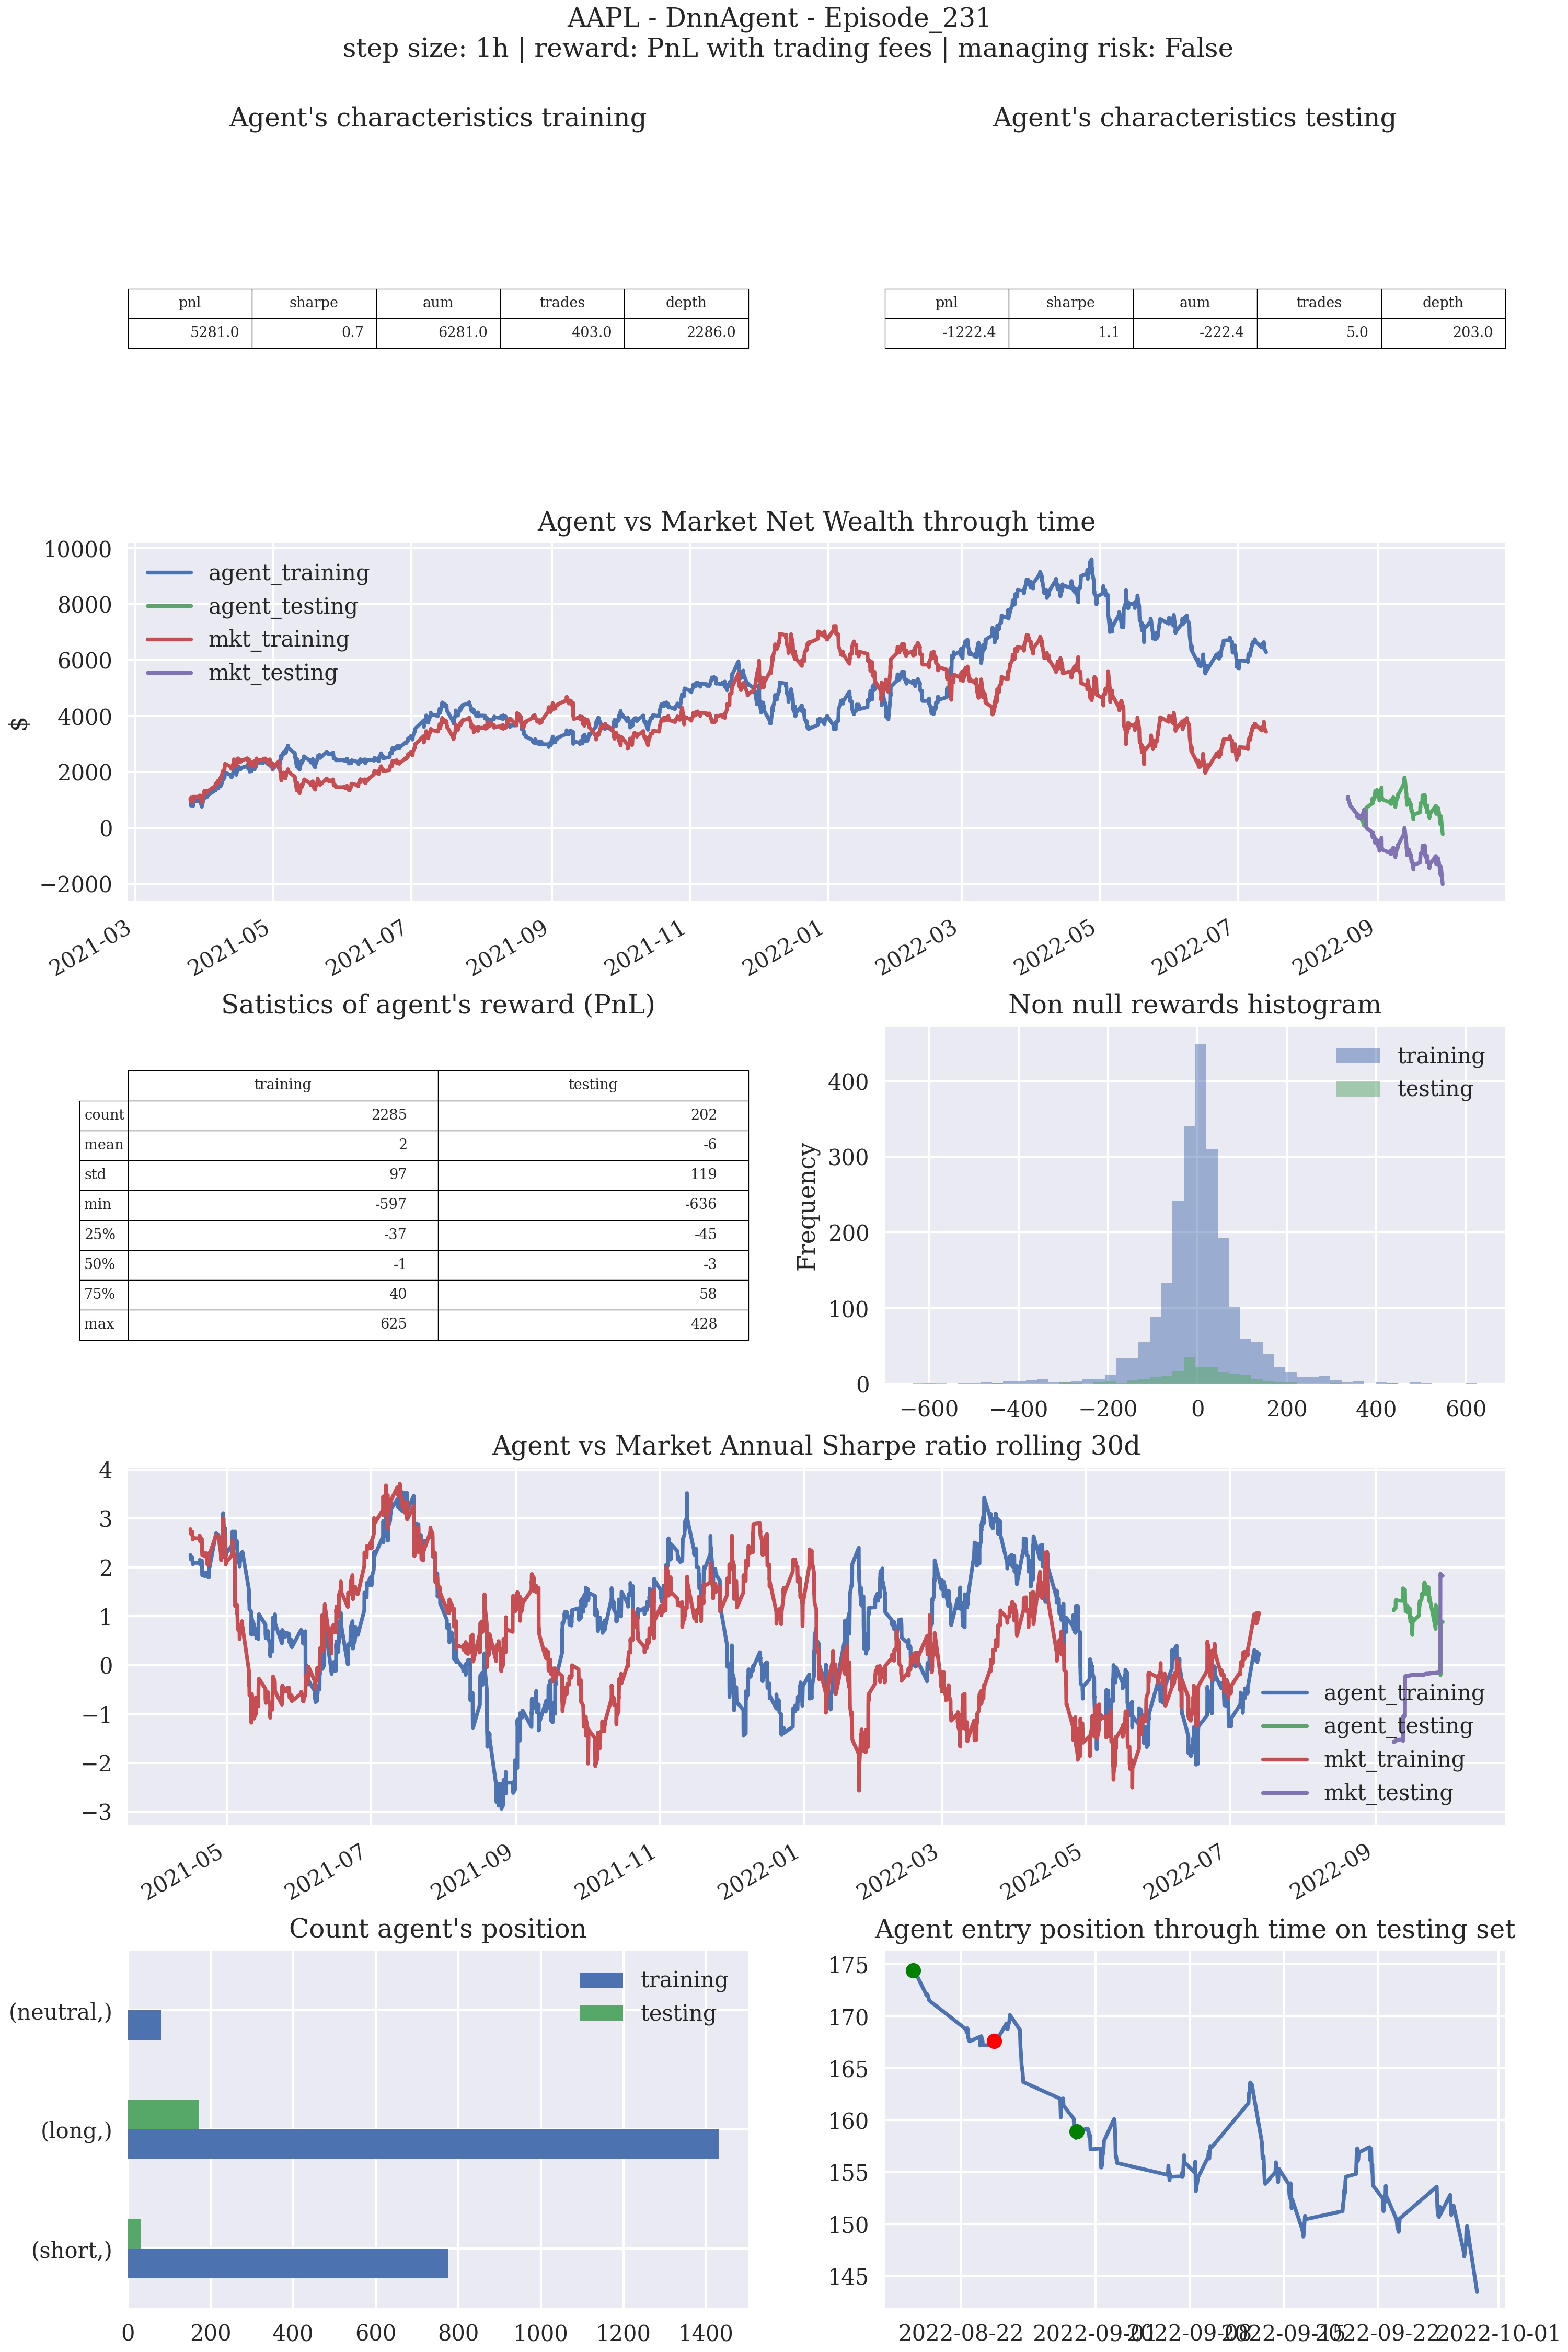 AAPL - DnnAgent - Episode_231
step size: 1h | reward: PnL with trading fees | managing risk: False
Agent's characteristics training
Agent's characteristics testing
pnl sharpe aum trades depth
5281.0 0.7 6281.0 403.0 2286.0
pnl sharpe aum trades depth
-1222.4 1.1 -222.4 5.0 203.0
Agent vs Market Net Wealth through time
10000
8000
6000
4000
2000
0
−2000
$
agent_training
agent_testing
mkt_training
mkt_testing
2021-03 2021-05 2021-07 2021-09 2021-11 2022-01 2022-03 2022-05 2022-07 2022-09
Satistics of agent's reward (PnL)
training testing
count 2285 202
mean 2 -6
std 97 119
min -597 -636
25% -37 -45
50% -1 -3
75% 40 58
max 625 428
Non null rewards histogram
training
testing
Frequency
400
300
200
100
0
−600 −400 −200 0 200 400 600
Agent vs Market Annual Sharpe ratio rolling 30d
4
3
2
1
0
−1
−2
−3
agent_training
agent_testing
mkt_training
mkt_testing
2021-05 2021-07 2021-09 2021-11 2022-01 2022-03 2022-05 2022-07 2022-09
Count agent's position
training
testing
(neutral,)
(long,)
(short,)
0 200 400 600 800 1000 1200 1400
Agent entry position through time on testing set
175
170
165
160
155
150
145
2022-08-22 2022-09-01 2022-09-08 2022-09-15 2022-09-22 2022-10-01